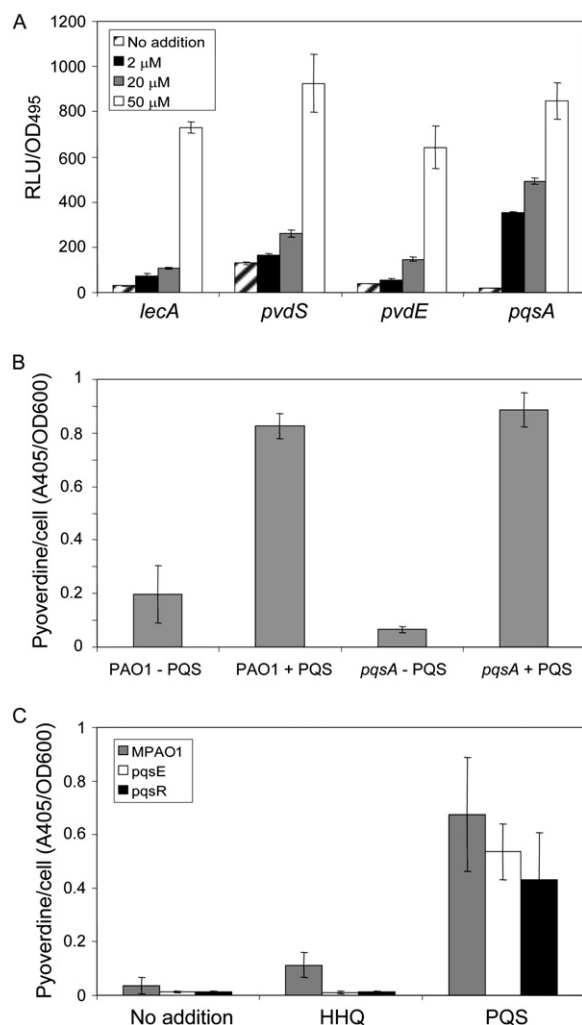 A
No addition
2 μM
20 μM
50 μM
RLU/OD495
1200
1000
800
600
400
200
0
lecA
pvdS
pvdE
pqsA
B
Pyoverdine/cell (A405/OD600)
1
0.8
0.6
0.4
0.2
0
PAO1 - PQS
PAO1 + PQS
pqsA - PQS
pqsA + PQS
C
MPAO1
pqsE
pqsR
Pyoverdine/cell (A405/OD600)
1
0.8
0.6
0.4
0.2
0
No addition
HHQ
PQS